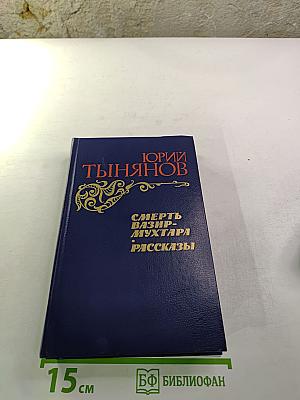 ЮРИЙ
ТЫНЯНОВ
СМЕРТЬ
ВАЗИР-
МУХТАРА
•
РАССКАЗЫ
15 см
БФ БИБЛИОФАН